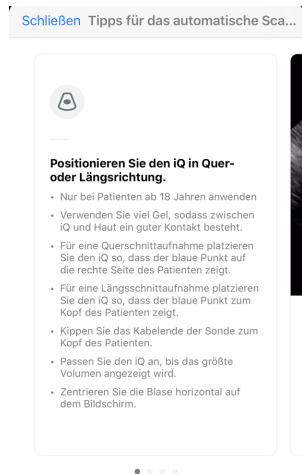 Schließen Tipps für das automatische Sca...
Positionieren Sie den iQ in Quer-
oder Längsrichtung.
• Nur bei Patienten ab 18 Jahren anwenden
• Verwenden Sie viel Gel, sodass zwischen
iQ und Haut ein guter Kontakt besteht.
• Für eine Querschnittaufnahme platzieren
Sie den iQ so, dass der blaue Punkt auf
die rechte Seite des Patienten zeigt.
• Für eine Längsschnittaufnahme platzieren
Sie den iQ so, dass der blaue Punkt zum
Kopf des Patienten zeigt.
• Kippen Sie das Kabelende der Sonde zum
Kopf des Patienten.
• Passen Sie den iQ an, bis das größte
Volumen angezeigt wird.
• Zentrieren Sie die Blase horizontal auf
dem Bildschirm.